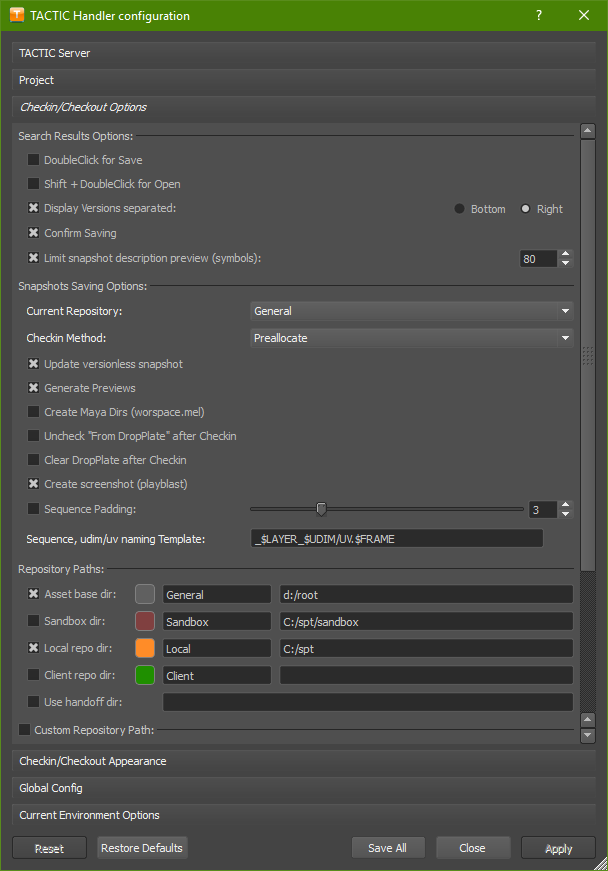 TACTIC Handler configuration
TACTIC Server
Project
Checkin/Checkout Options
Search Results Options:
DoubleClick for Save
Shift + DoubleClick for Open
Display Versions separated: Bottom Right
Confirm Saving
Limit snapshot description preview (symbols): 80
Snapshots Saving Options:
Current Repository: General
Checkin Method: Preallocate
Update versionless snapshot
Generate Previews
Create Maya Dirs (worspace.mel)
Uncheck "From DropPlate" after Checkin
Clear DropPlate after Checkin
Create screenshot (playblast)
Sequence Padding: 3
Sequence, udim/uv naming Template: _$LAYER_$UDIM/UV.$FRAME
Repository Paths:
Asset base dir: General d:/root
Sandbox dir: Sandbox C:/spt/sandbox
Local repo dir: Local C:/spt
Client repo dir: Client
Use handoff dir:
Custom Repository Path:
Checkin/Checkout Appearance
Global Config
Current Environment Options
Reset Restore Defaults Save All Close Apply